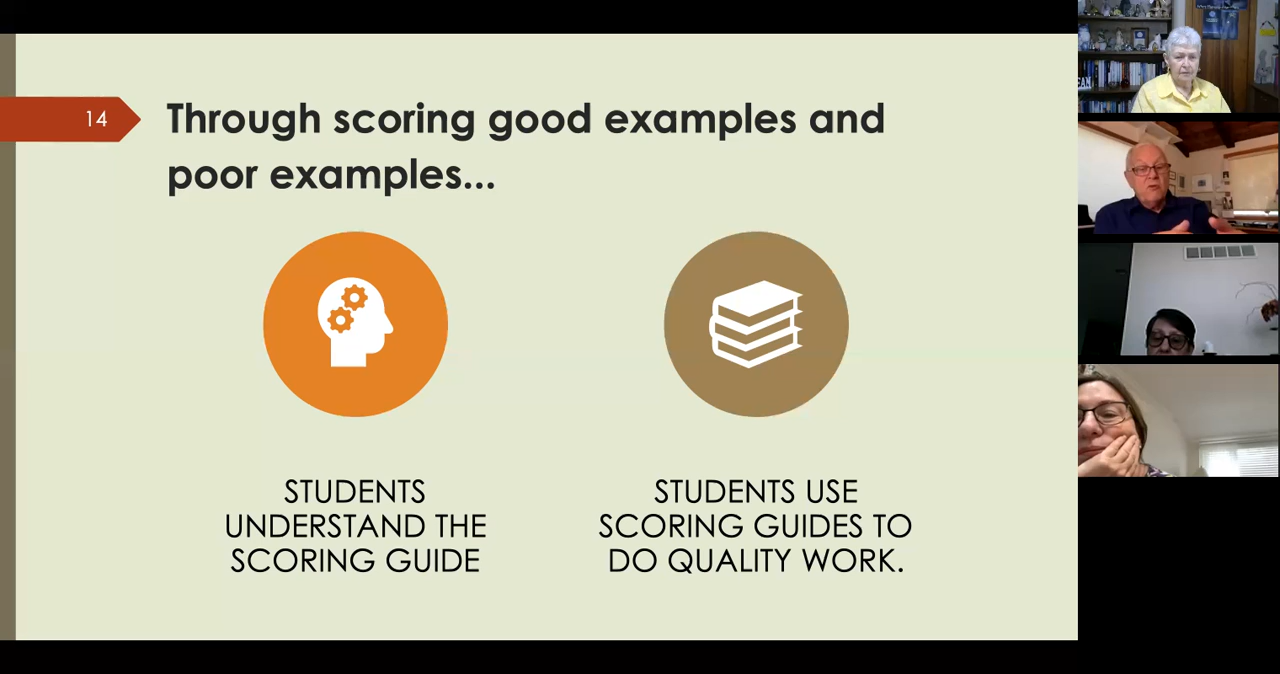 14
Through scoring good examples and
poor examples...
STUDENTS
UNDERSTAND THE
SCORING GUIDE
STUDENTS USE
SCORING GUIDES TO
DO QUALITY WORK.